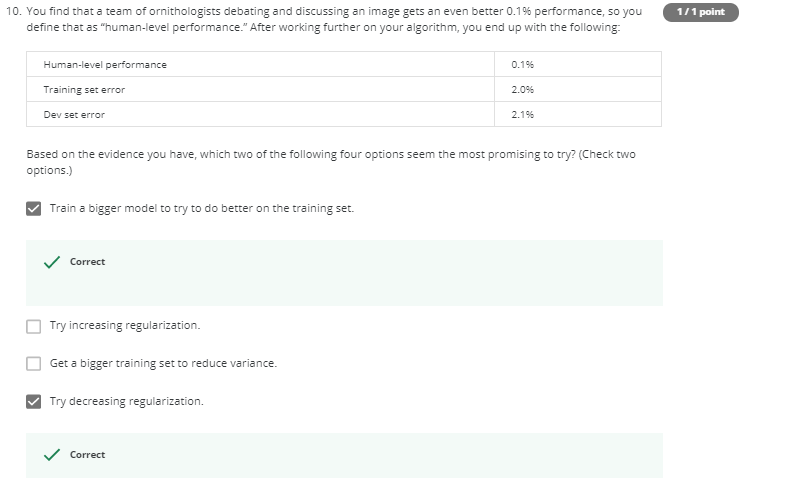 10. You find that a team of ornithologists debating and discussing an image gets an even better 0.1% performance, so you
1 / 1 point
define that as “human-level performance.” After working further on your algorithm, you end up with the following:
Human-level performance 0.1%
Training set error 2.0%
Dev set error 2.1%
Based on the evidence you have, which two of the following four options seem the most promising to try? (Check two
options.)
Train a bigger model to try to do better on the training set.
Correct
Try increasing regularization.
Get a bigger training set to reduce variance.
Try decreasing regularization.
Correct